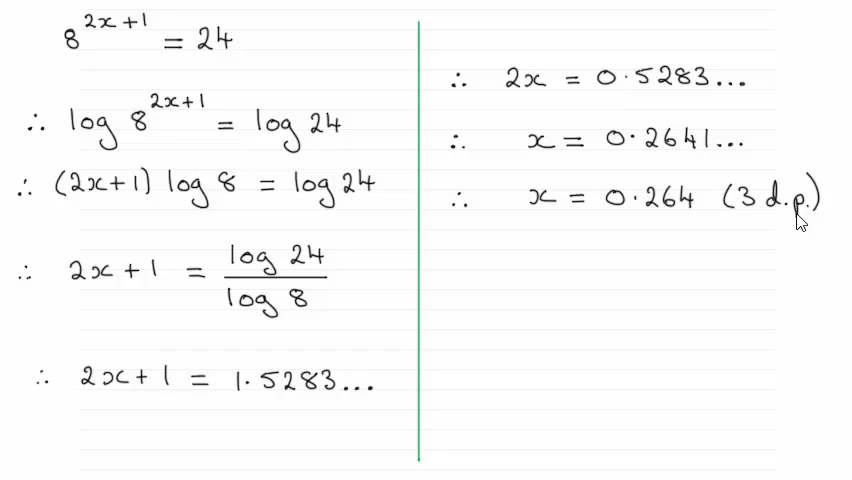 8^(2x+1) = 24
∴ log 8^(2x+1) = log 24
∴ (2x+1) log 8 = log 24
∴ 2x + 1 = log 24 / log 8
∴ 2x + 1 = 1.5283...
∴ 2x = 0.5283...
∴ x = 0.2641...
∴ x = 0.264 (3 d.p.)